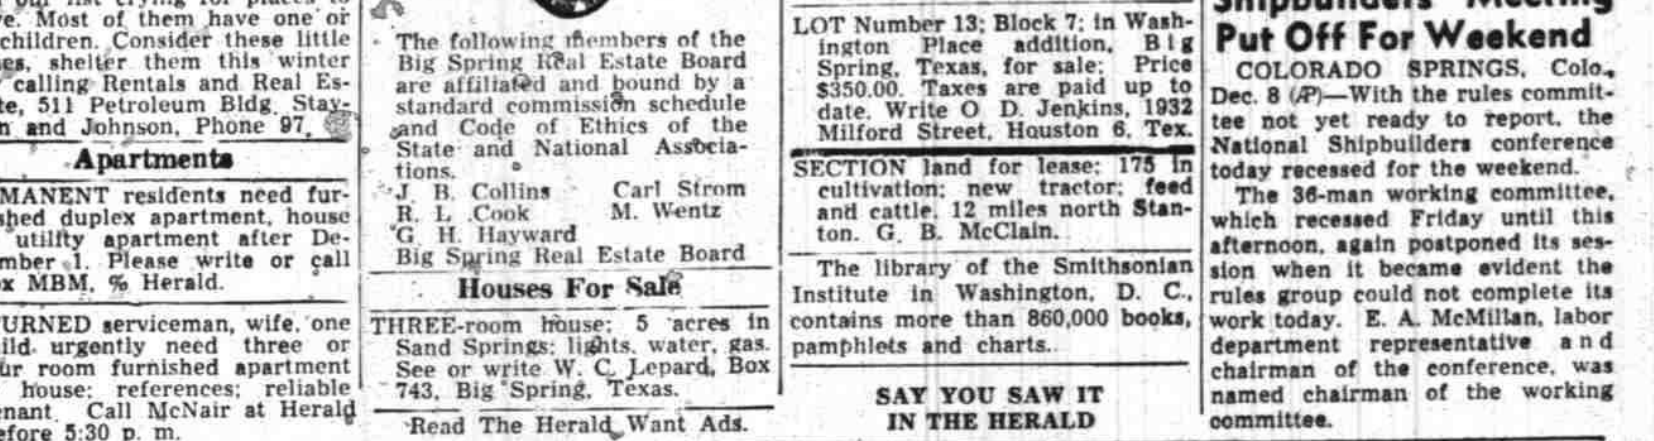 e. Most of them have one or
children. Consider these little
es, shelter them this winter
calling Rentals and Real Es-
te, 511 Petroleum Bldg. Stay-
n and Johnson, Phone 97.
Apartments
MANENT residents need fur-
shed duplex apartment, house
utility apartment after De-
mber 1. Please write or call
x MBM, % Herald.
URNED serviceman, wife, one
ild. urgently need three or
ur room furnished apartment
house; references; reliable
nant. Call McNair at Herald
efore 5:30 p. m.
The following members of the
Big Spring Real Estate Board
are affiliated and bound by a
standard commission schedule
and Code of Ethics of the
State and National Associa-
tions.
J. B. Collins Carl Strom
R. L. Cook M. Wentz
G. H. Hayward
Big Spring Real Estate Board
Houses For Sale
THREE-room house; 5 acres in
Sand Springs; lights, water, gas.
See or write W. C. Lepard, Box
743, Big Spring, Texas.
Read The Herald Want Ads.
LOT Number 13; Block 7; in Wash-
ington Place addition, Big
Spring, Texas, for sale; Price
$350.00. Taxes are paid up to
date. Write O. D. Jenkins, 1932
Milford Street, Houston 6, Tex.
SECTION land for lease; 175 in
cultivation; new tractor; feed
and cattle. 12 miles north Stan-
ton. G. B. McClain.
The library of the Smithsonian
Institute in Washington, D. C.,
contains more than 860,000 books,
pamphlets and charts.
SAY YOU SAW IT
IN THE HERALD
Shipbuilders' Meeting
Put Off For Weekend
COLORADO SPRINGS, Colo.,
Dec. 8 (AP)—With the rules commit-
tee not yet ready to report, the
National Shipbuilders conference
today recessed for the weekend.
The 36-man working committee,
which recessed Friday until this
afternoon, again postponed its ses-
sion when it became evident the
rules group could not complete its
work today. E. A. McMillan, labor
department representative and
chairman of the conference, was
named chairman of the working
committee.